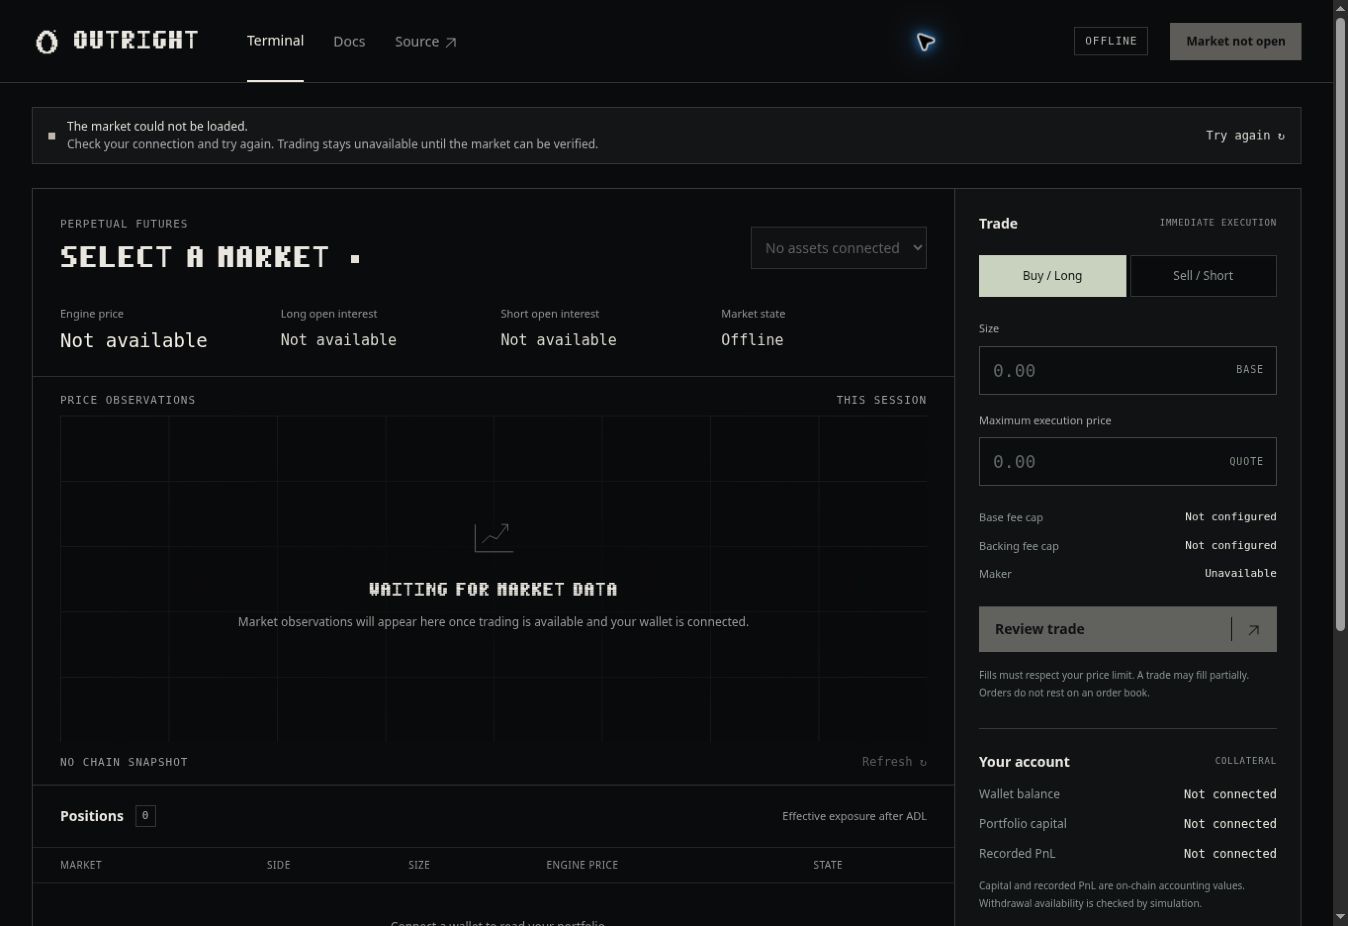 OUTRIGHT
Terminal
Docs
Source ↗
OFFLINE
Market not open
The market could not be loaded.
Check your connection and try again. Trading stays unavailable until the market can be verified.
Try again ↻
PERPETUAL FUTURES
SELECT A MARKET
No assets connected
Engine price
Long open interest
Short open interest
Market state
Not available
Not available
Not available
Offline
PRICE OBSERVATIONS
THIS SESSION
WAITING FOR MARKET DATA
Market observations will appear here once trading is available and your wallet is connected.
NO CHAIN SNAPSHOT
Refresh ↻
Positions
0
Effective exposure after ADL
MARKET
SIDE
SIZE
ENGINE PRICE
STATE
Connect a wallet to read your portfolio.
Trade
IMMEDIATE EXECUTION
Buy / Long
Sell / Short
Size
0.00
BASE
Maximum execution price
0.00
QUOTE
Base fee cap
Not configured
Backing fee cap
Not configured
Maker
Unavailable
Review trade
Fills must respect your price limit. A trade may fill partially.
Orders do not rest on an order book.
Your account
COLLATERAL
Wallet balance
Not connected
Portfolio capital
Not connected
Recorded PnL
Not connected
Capital and recorded PnL are on-chain accounting values.
Withdrawal availability is checked by simulation.